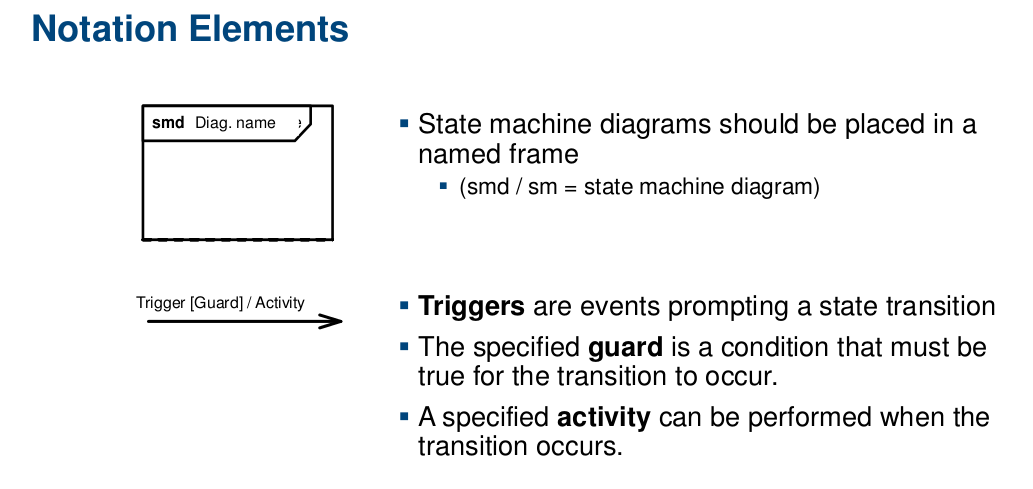 Notation Elements
smd Diag. name
State machine diagrams should be placed in a
named frame
(smd / sm = state machine diagram)
Trigger [Guard] / Activity
Triggers are events prompting a state transition
The specified guard is a condition that must be
true for the transition to occur.
A specified activity can be performed when the
transition occurs.